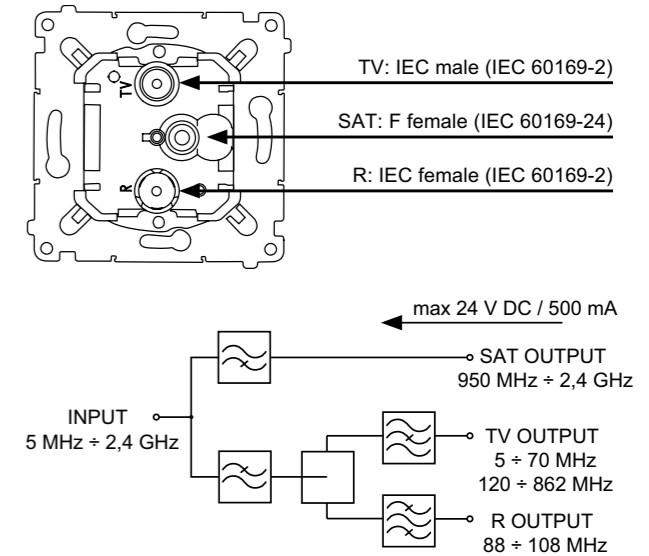 TV: IEC male (IEC 60169-2)
TV
SAT: F female (IEC 60169-24)
R: IEC female (IEC 60169-2)
R
max 24 V DC / 500 mA
SAT OUTPUT
950 MHz ÷ 2,4 GHz
INPUT
5 MHz ÷ 2,4 GHz
TV OUTPUT
5 ÷ 70 MHz
120 ÷ 862 MHz
R OUTPUT
88 ÷ 108 MHz